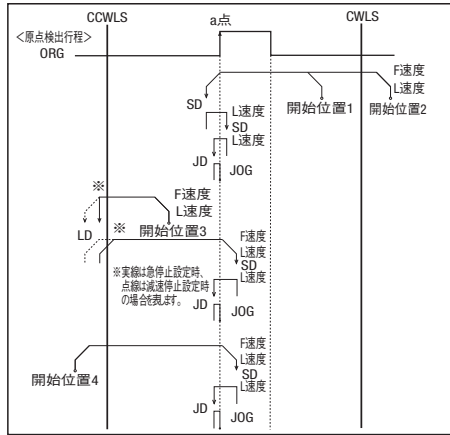 CCWLS
a点
CWLS
<原点検出行程>
ORG
F速度
L速度
SD
開始位置1
開始位置2
L速度
SD
L速度
JD
JOG
※
F速度
L速度
LD
※
開始位置3
F速度
L速度
SD
※実線は急停止設定時、
点線は減速停止設定時
の場合を表します。
L速度
JD
JOG
F速度
L速度
SD
開始位置4
L速度
JD
JOG